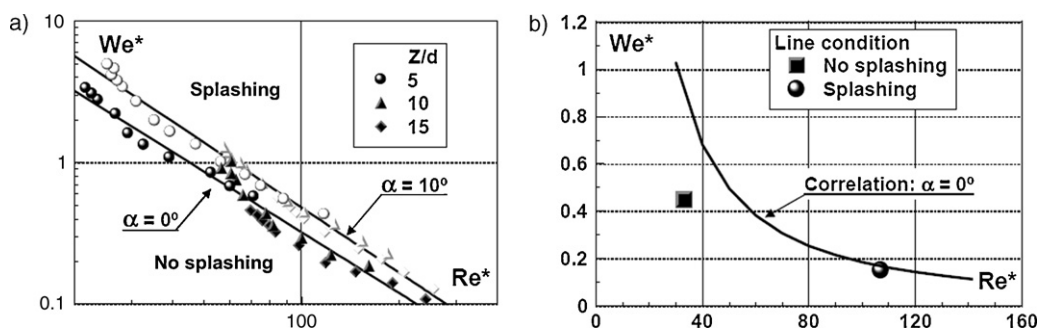 a)
10
We*
Splashing
Z/d
5
10
15
1
α = 0º
α = 10º
No splashing
Re*
0.1
100
b)
1.2
We*
Line condition
No splashing
Splashing
1
0.8
0.6
Correlation: α = 0º
0.4
0.2
Re*
0
0
40
80
120
160